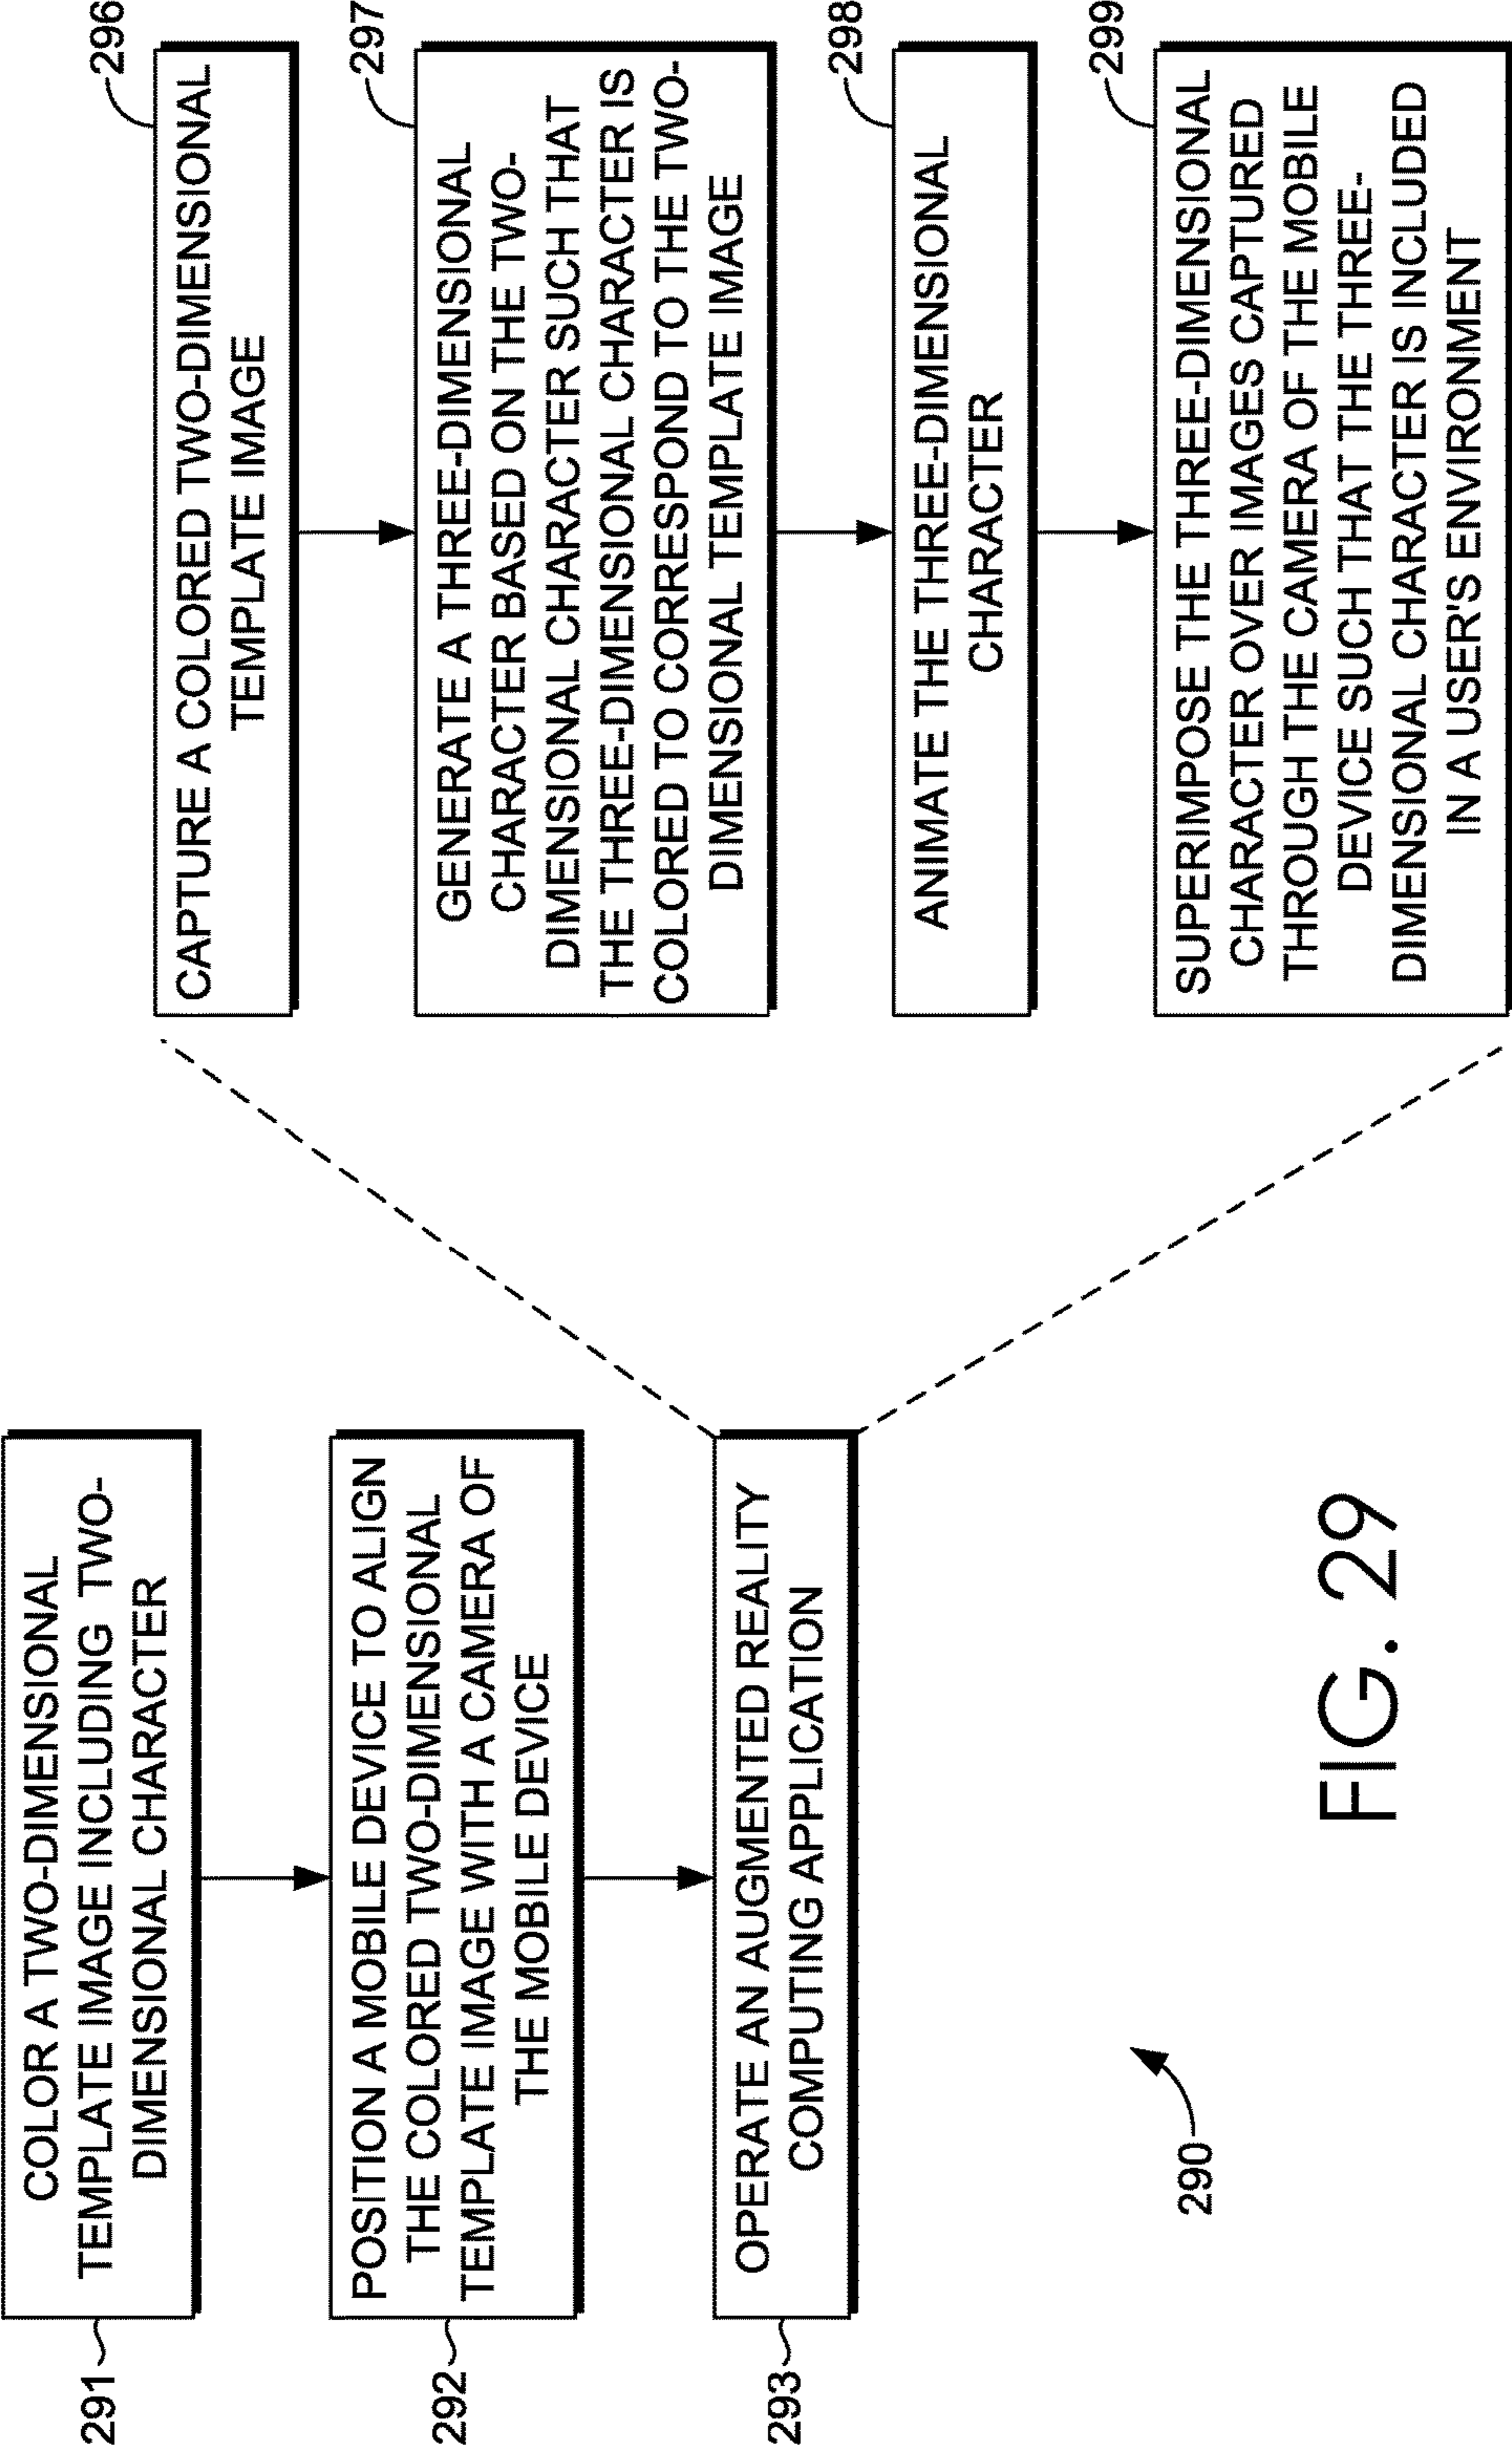 291
COLOR A TWO-DIMENSIONAL
TEMPLATE IMAGE INCLUDING TWO-
DIMENSIONAL CHARACTER
292
POSITION A MOBILE DEVICE TO ALIGN
THE COLORED TWO-DIMENSIONAL
TEMPLATE IMAGE WITH A CAMERA OF
THE MOBILE DEVICE
293
OPERATE AN AUGMENTED REALITY
COMPUTING APPLICATION
296
CAPTURE A COLORED TWO-DIMENSIONAL
TEMPLATE IMAGE
297
GENERATE A THREE-DIMENSIONAL
CHARACTER BASED ON THE TWO-
DIMENSIONAL CHARACTER SUCH THAT
THE THREE-DIMENSIONAL CHARACTER IS
COLORED TO CORRESPOND TO THE TWO-
DIMENSIONAL TEMPLATE IMAGE
298
ANIMATE THE THREE-DIMENSIONAL
CHARACTER
299
SUPERIMPOSE THE THREE-DIMENSIONAL
CHARACTER OVER IMAGES CAPTURED
THROUGH THE CAMERA OF THE MOBILE
DEVICE SUCH THAT THE THREE-
DIMENSIONAL CHARACTER IS INCLUDED
IN A USER'S ENVIRONMENT
290
FIG. 29